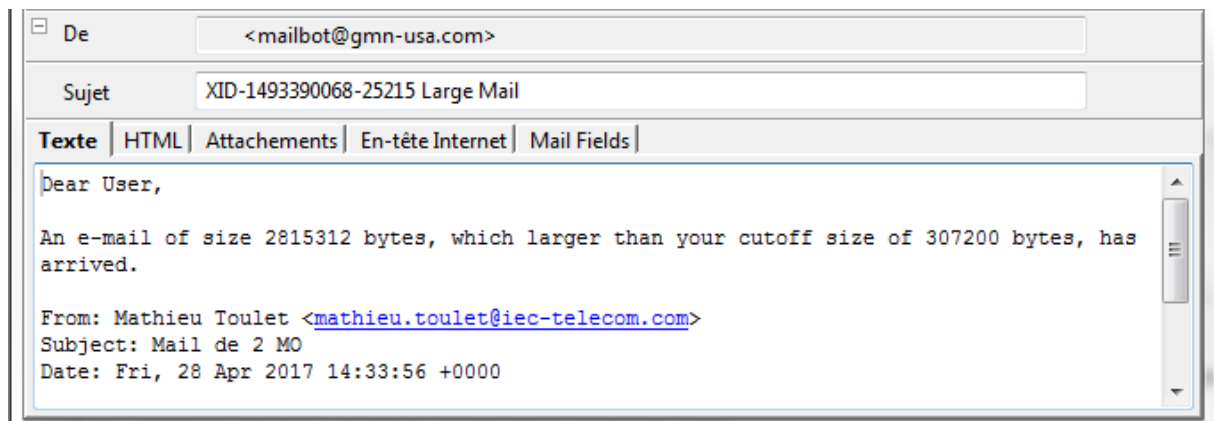 De <mailbot@gmn-usa.com>
Sujet XID-1493390068-25215 Large Mail
Texte HTML Attachements En-tête Internet Mail Fields
Dear User,
An e-mail of size 2815312 bytes, which larger than your cutoff size of 307200 bytes, has
arrived.
From: Mathieu Toulet <mathieu.toulet@iec-telecom.com>
Subject: Mail de 2 MO
Date: Fri, 28 Apr 2017 14:33:56 +0000